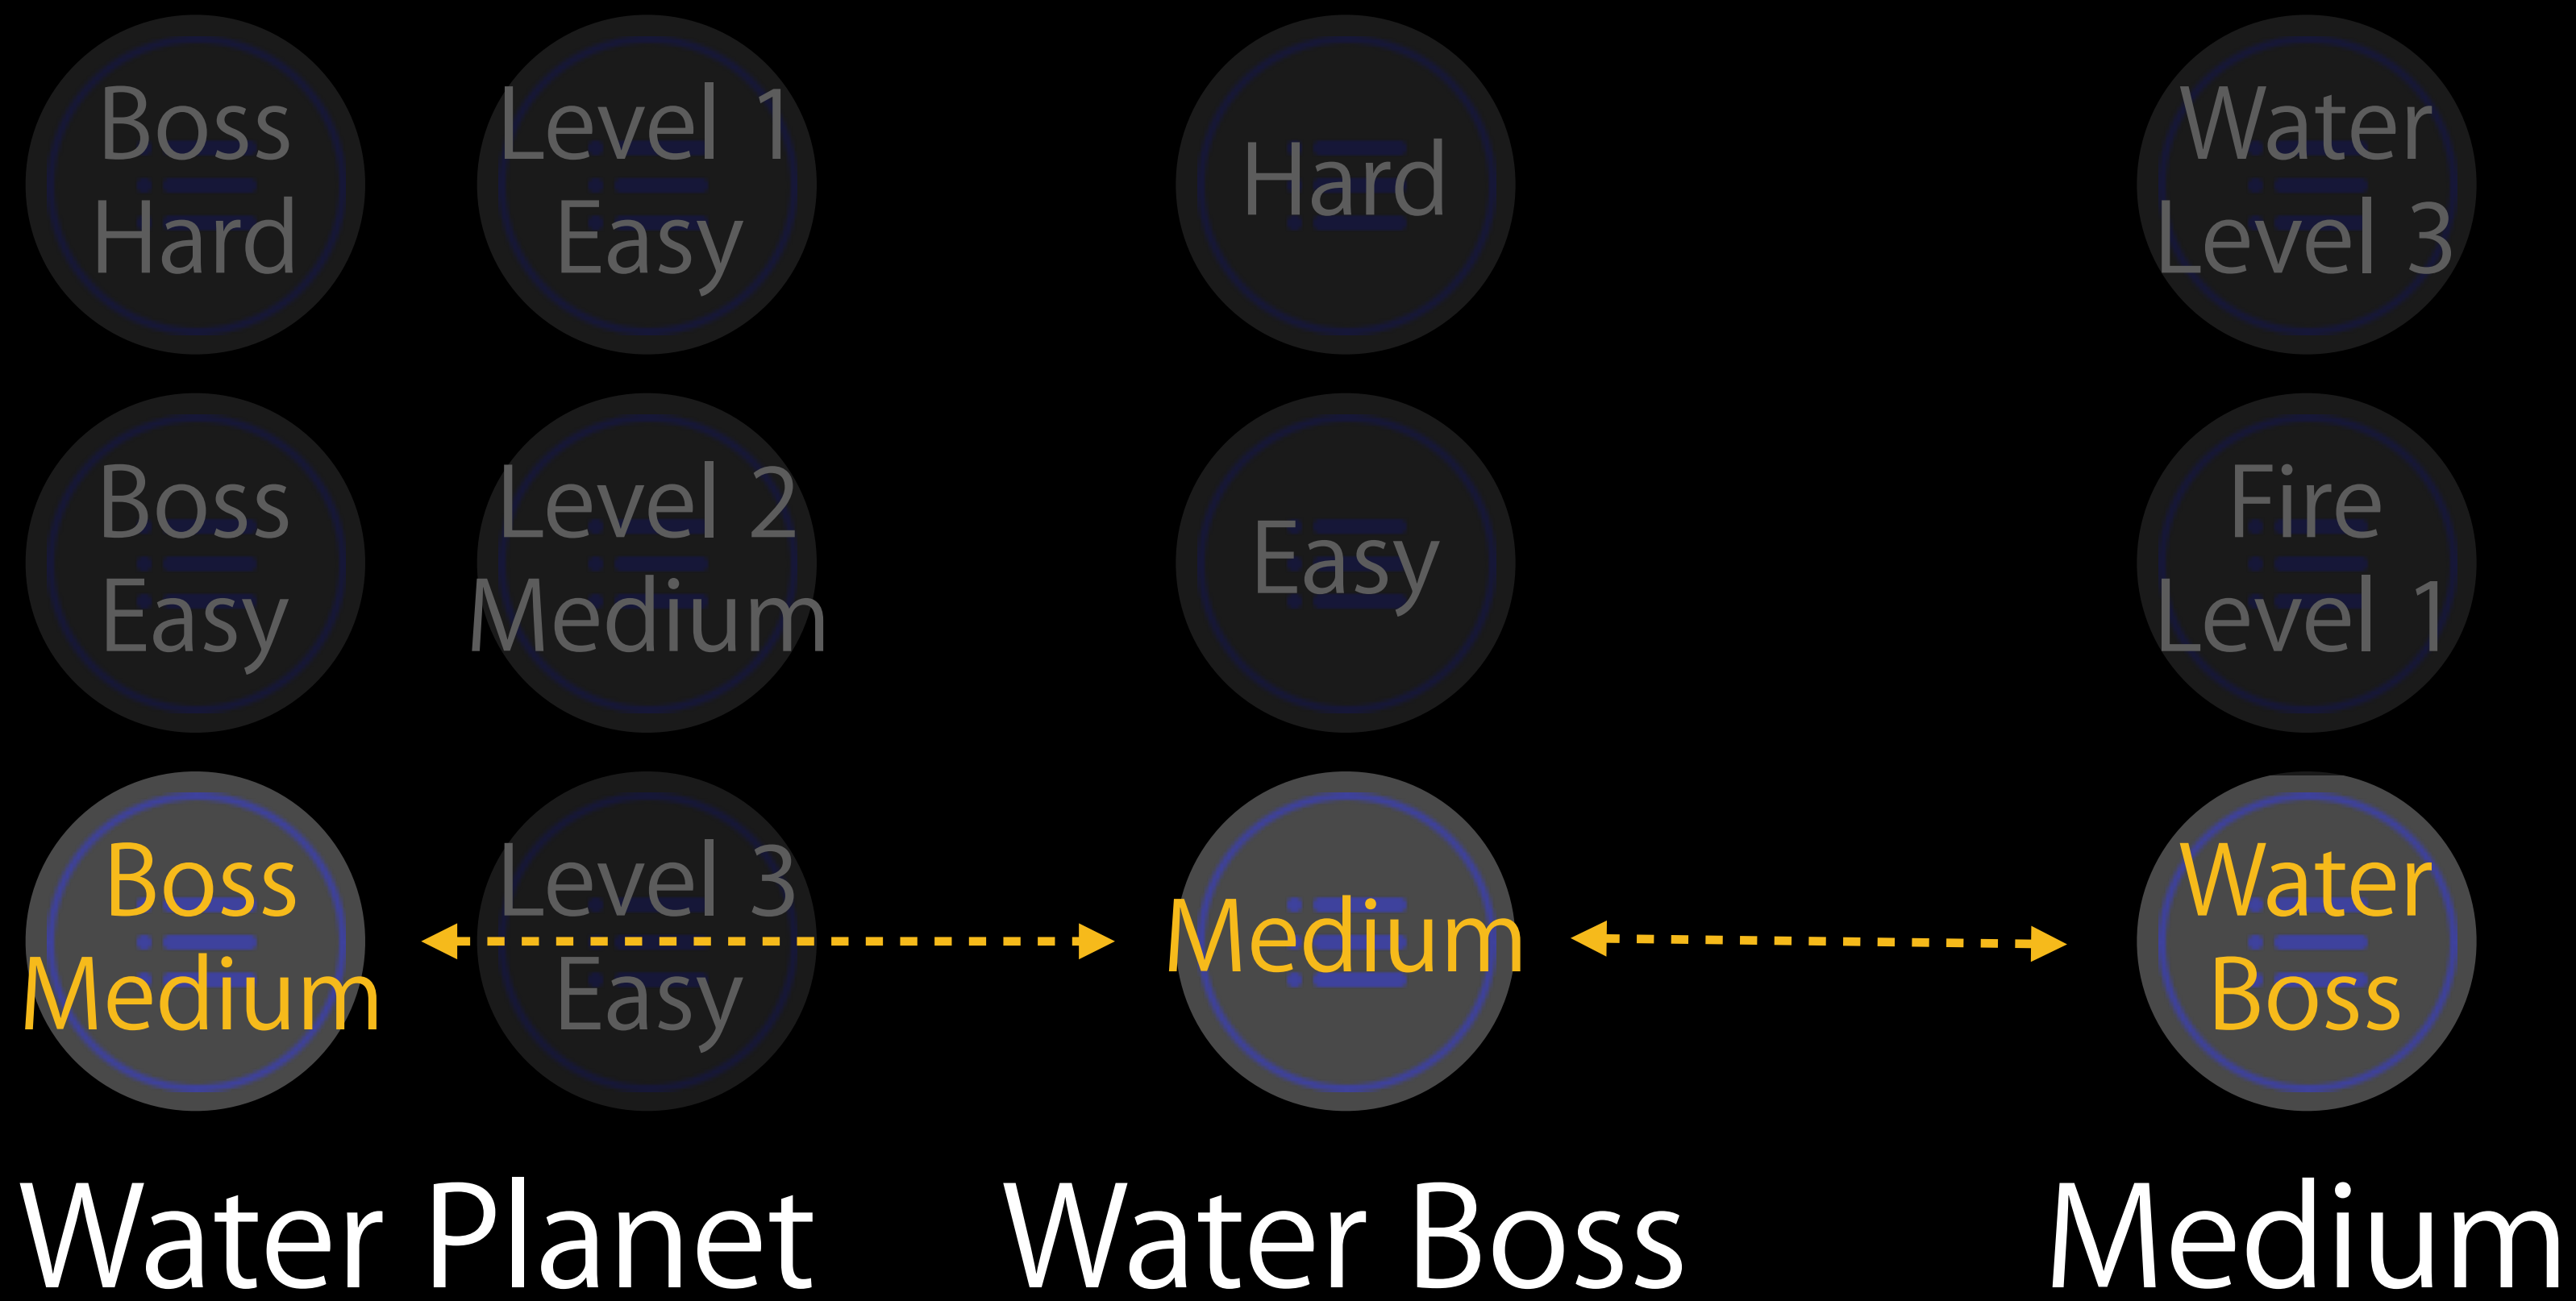 Boss
Hard
Level 1
Easy
Hard
Water
Level 3
Boss
Easy
Level 2
Medium
Easy
Fire
Level 1
Boss
Medium
Level 3
Easy
Medium
Water
Boss
Water Planet
Water Boss
Medium